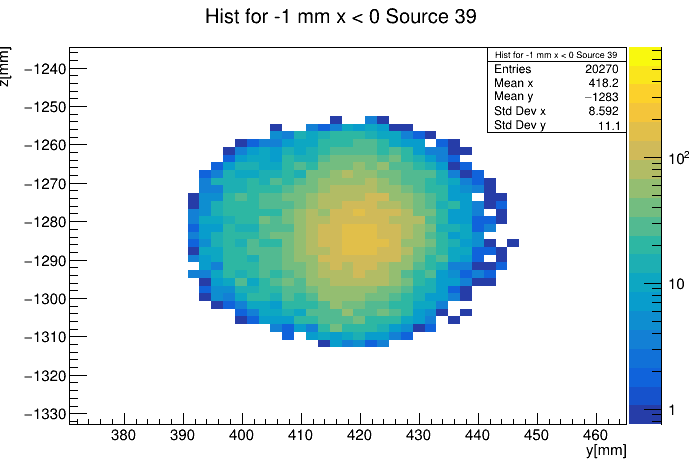 Hist for -1 mm x < 0 Source 39
z[mm]
Hist for -1 mm x < 0 Source 39
Entries 20270
Mean x 418.2
Mean y −1283
Std Dev x 8.592
Std Dev y 11.1
−1240
−1250
−1260
−1270
−1280
−1290
−1300
−1310
−1320
−1330
10²
10
1
380 390 400 410 420 430 440 450 460
y[mm]